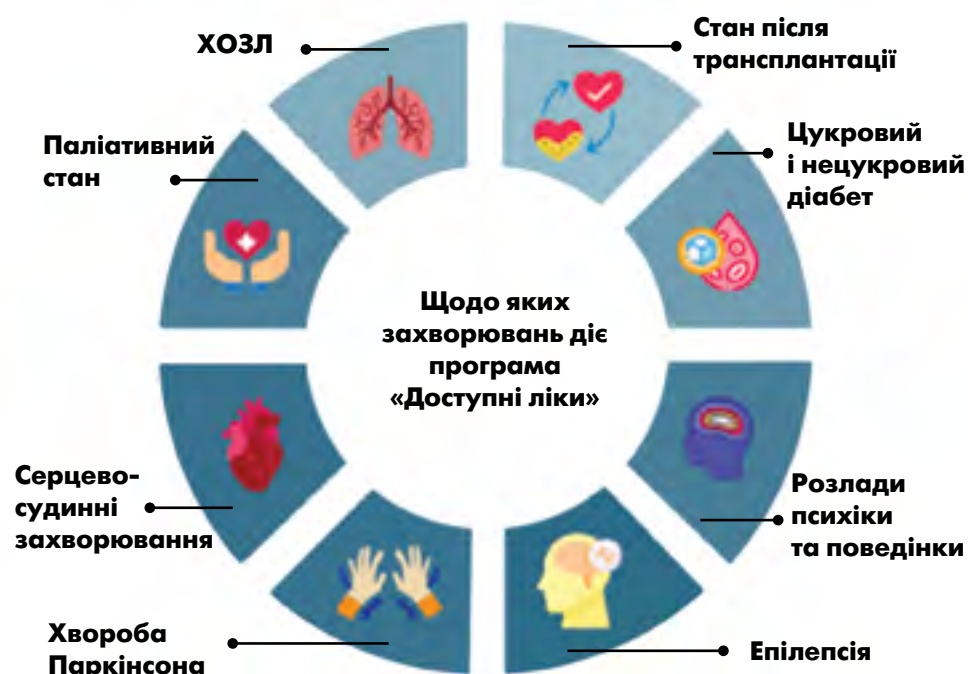 ХОЗЛ
Стан після
трансплантації
Паліативний
стан
Цукровий
і нецукровий
діабет
Щодо яких
захворювань діє
програма
«Доступні ліки»
Серцево-
судинні
захворювання
Розлади
психіки
та поведінки
Хвороба
Паркінсона
Епілепсія